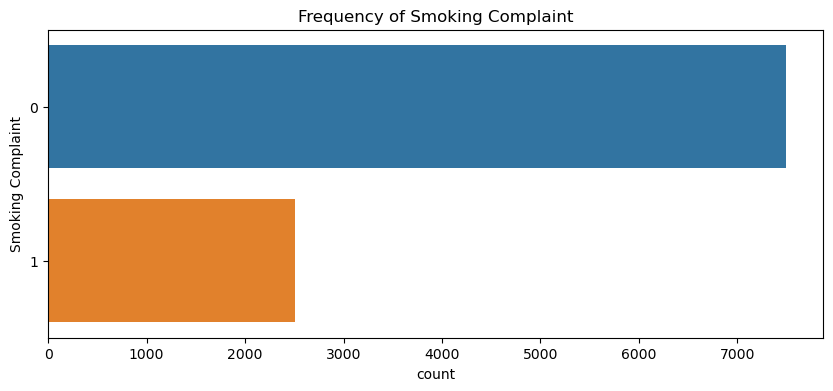 Frequency of Smoking Complaint
Smoking Complaint
0
1
0 1000 2000 3000 4000 5000 6000 7000
count